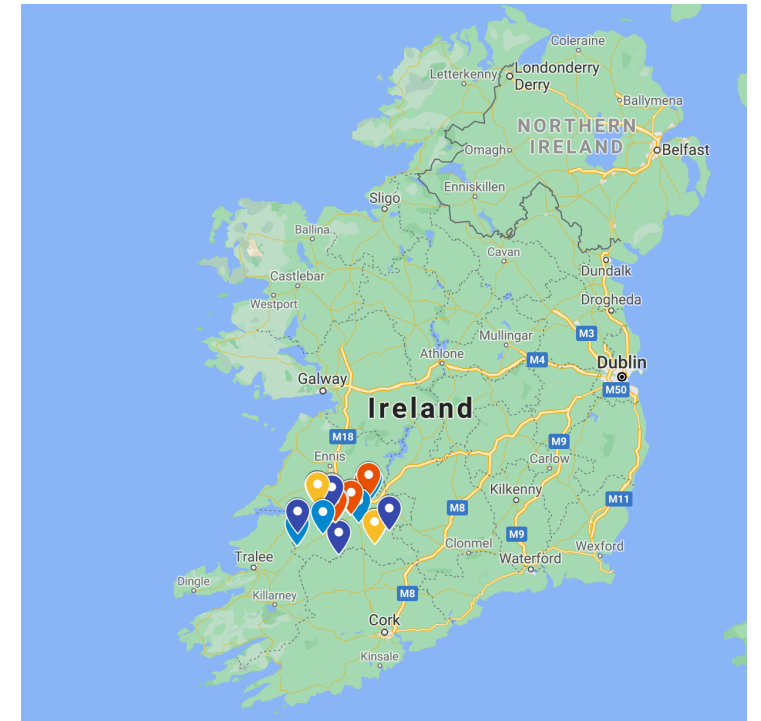 Coleraine
Letterkenny
Londonderry
Derry
Ballymena
NORTHERN
IRELAND
Omagh
Belfast
Enniskillen
Sligo
Ballina
Cavan
Dundalk
Castlebar
Westport
Drogheda
M3
Mullingar
Athlone
M4
Dublin
Galway
M50
Ireland
M18
M9
Ennis
Carlow
Kilkenny
M11
M8
M9
Clonmel
Wexford
Tralee
Waterford
Dingle
Killarney
M8
Cork
Kinsale